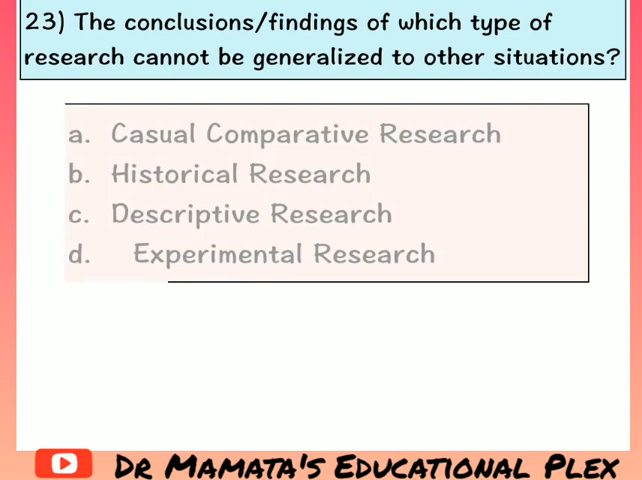 23) The conclusions/findings of which type of
research cannot be generalized to other situations?
a. Casual Comparative Research
b. Historical Research
c. Descriptive Research
d. Experimental Research
Dr Mamata's Educational Plex